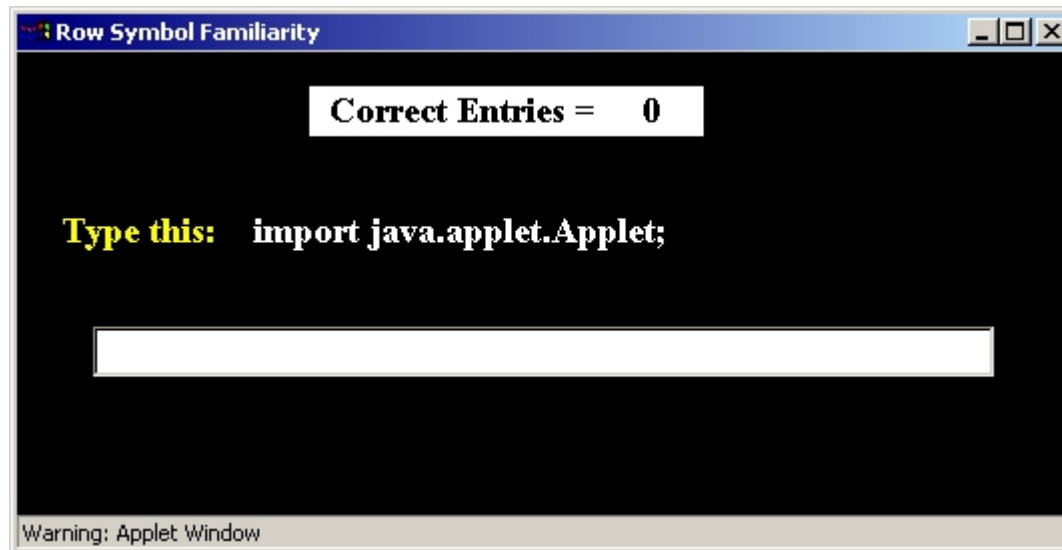 Row Symbol Familiarity
Correct Entries = 0
Type this: import java.applet.Applet;
Warning: Applet Window